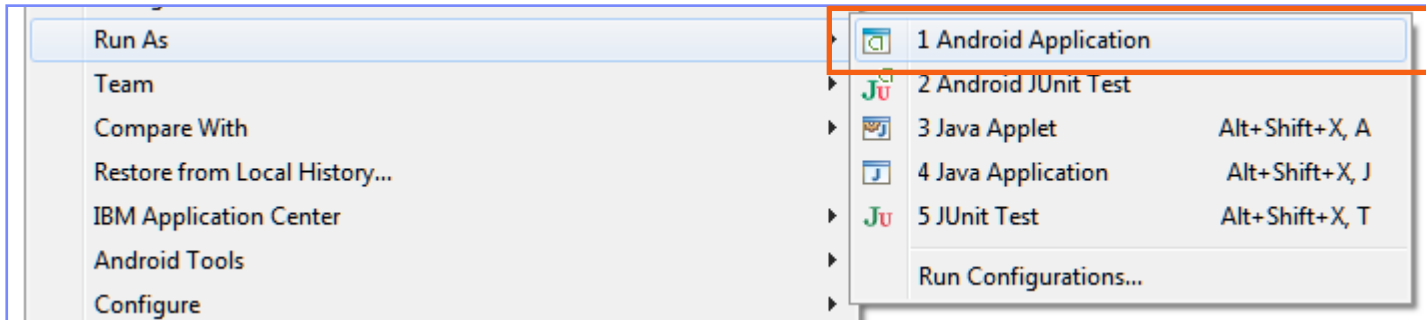 Run As
Team
Compare With
Restore from Local History...
IBM Application Center
Android Tools
Configure
1 Android Application
2 Android JUnit Test
3 Java Applet Alt+Shift+X, A
4 Java Application Alt+Shift+X, J
5 JUnit Test Alt+Shift+X, T
Run Configurations...